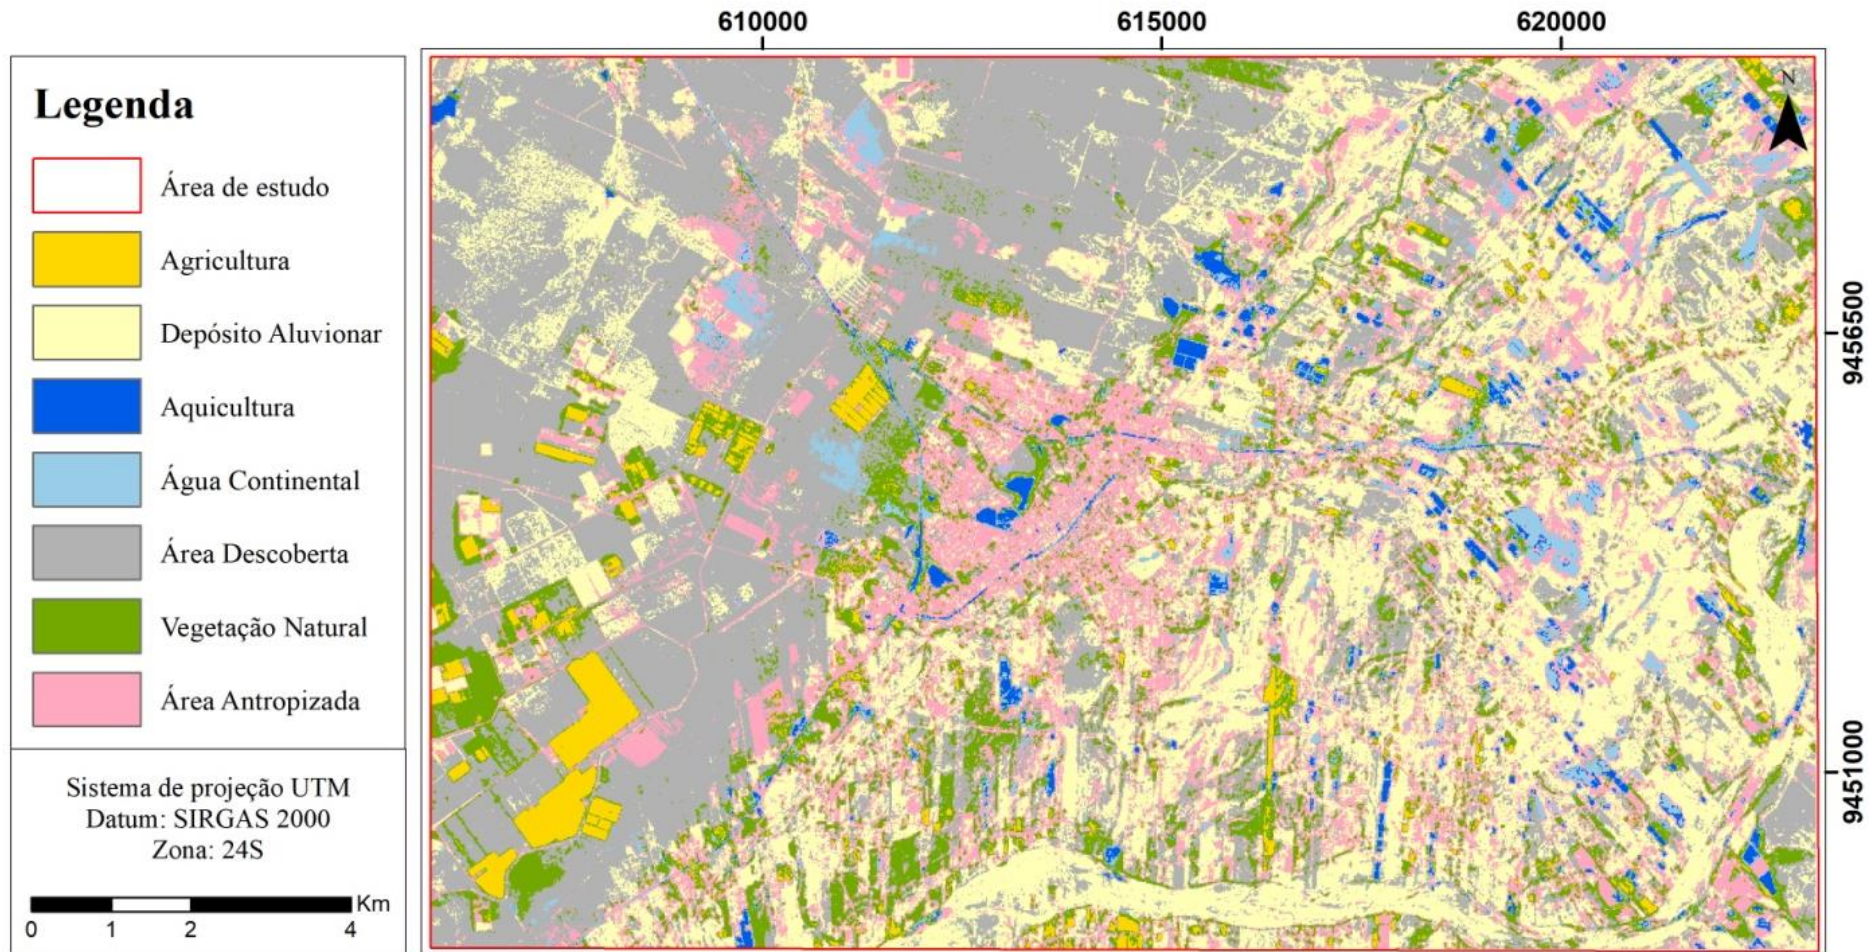 610000
615000
620000
Legenda
Área de estudo
Agricultura
Depósito Aluvionar
Aquicultura
Água Continental
Área Descoberta
Vegetação Natural
Área Antropizada
Sistema de projeção UTM
Datum: SIRGAS 2000
Zona: 24S
Km
0 1 2 4
N
9456500
9451000